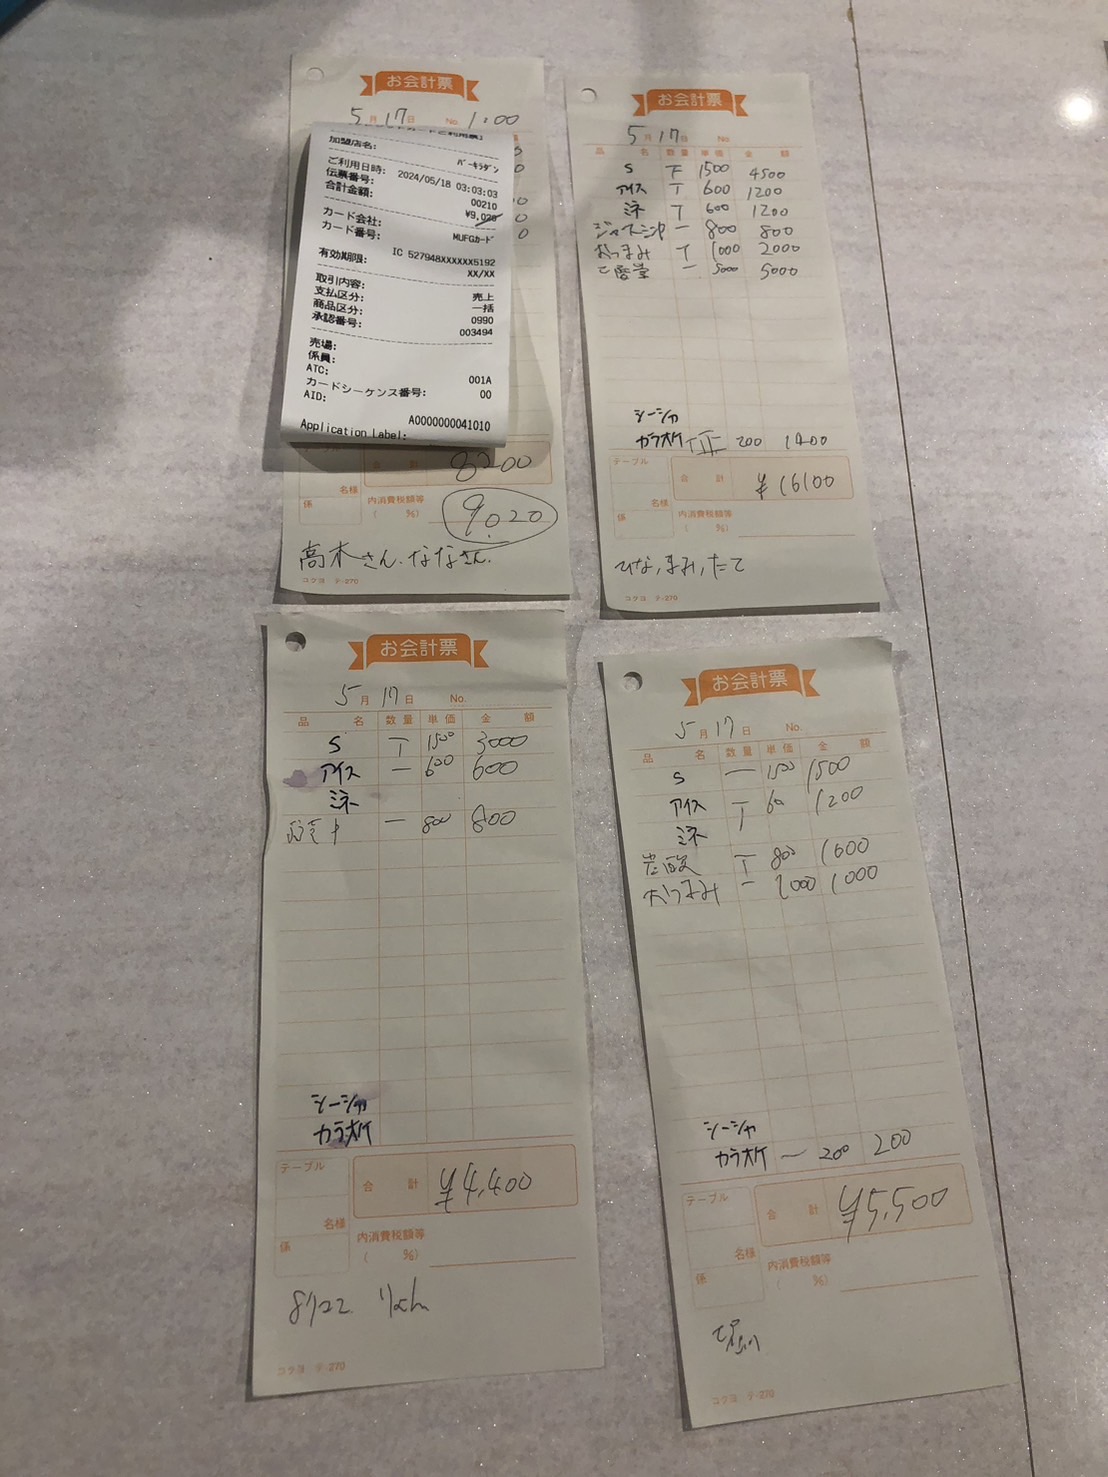 お会計票
5月17日 No. 1:00
加盟店名:
バーキラタン
ご利用日時: 2024/05/18 03:03:03
伝票番号: 00210
合計金額: ¥9,020
カード会社: MUFGカード
カード番号: IC 527948XXXXXX5192
有効期限: XX/XX
取引内容: 売上
支払区分: 一括
商品区分: 0990
承認番号: 003494
売場:
係員:
ATC: 001A
カードシーケンス番号: 00
AID: A0000000041010
Application Label:
テーブル
合計 8200
名様
内消費税額等
係 ( %)
9,020
高木さん、ななさん
コクヨ テ-270
お会計票
5月17日 No.
品名 数量 単価 金額
S 下 1500 4500
アイス T 600 1200
ミネ T 600 1200
一 800 800
おつまみ T 1000 2000
一 5000 5000
シーシャ
カラオケ 正T 200 1400
テーブル
合計 ¥16100
名様
内消費税額等
係 ( %)
ひな,まみ,たて
コクヨ テ-270
お会計票
5月17日 No.
品名 数量 単価 金額
S T 1500 3000
アイス 一 600 600
ミネ
一 800 800
シーシャ
カラオケ
テーブル
合計 ¥4,400
名様
内消費税額等
係 ( %)
コクヨ テ-270
お会計票
5月17日 No.
品名 数量 単価 金額
S 一 1500 1500
アイス T 600 1200
ミネ
炭酸 T 800 1600
おつまみ 一 1000 1000
シーシャ
カラオケ 一 200 200
テーブル
合計 ¥5,500
名様
内消費税額等
係 ( %)
コクヨ テ-270